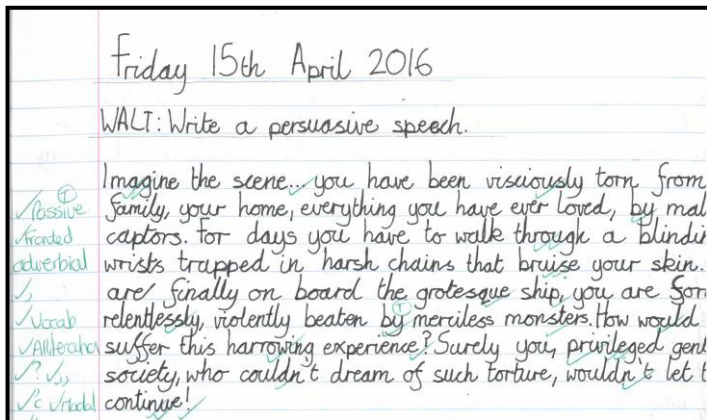 Friday 15th April 2016
WALT: Write a persuasive speech.
Imagine the scene... you have been visciously torn from
family, your home, everything you have ever loved, by mal
captors. For days you have to walk through a blindin
wrists trapped in harsh chains that bruise your skin.
are finally on board the grotesque ship, you are for
relentlessly, violently beaten by merciless monsters. How would
suffer this harrowing experience? Surely you, privileged gent
society, who couldn't dream of such torture, wouldn't let t
continue!
T
✓Passive
✓fronted
adverbial
✓,
✓Vocab
✓Alliteration
✓? ✓,,
✓c ✓Modal
T